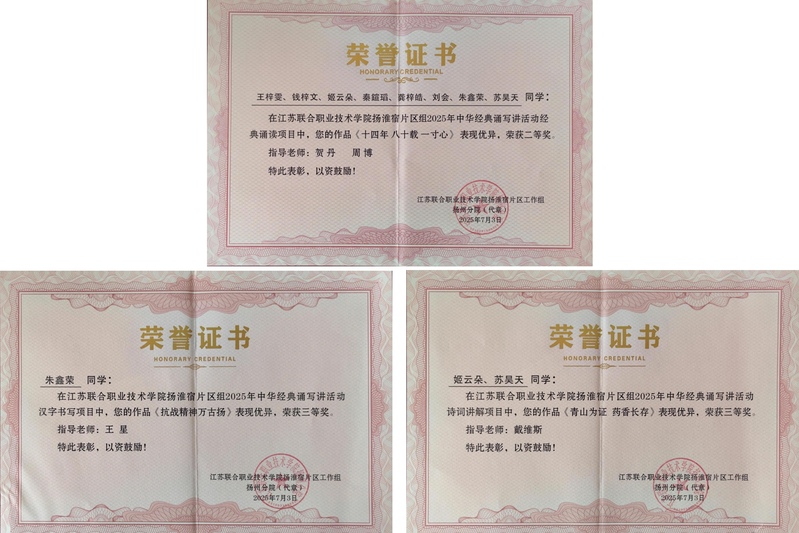 荣誉证书
HONORARY CREDENTIAL
王梓雯、钱梓文、姬云朵、秦韫瑫、龚梓皓、刘会、朱鑫荣、苏昊天 同学：
在江苏联合职业技术学院扬淮宿片区组2025年中华经典诵写讲活动经
典诵读项目中，您的作品《十四年 八十载 一寸心》表现优异，荣获二等奖。
指导老师：贺丹 周博
特此表彰，以资鼓励！
江苏联合职业技术学院扬淮宿片区工作组
扬州分院（代章）
2025年7月3日
荣誉证书
HONORARY CREDENTIAL
朱鑫荣 同学：
在江苏联合职业技术学院扬淮宿片区组2025年中华经典诵写讲活动
汉字书写项目中，您的作品《抗战精神万古扬》表现优异，荣获三等奖。
指导老师：王 星
特此表彰，以资鼓励！
江苏联合职业技术学院扬淮宿片区工作组
扬州分院（代章）
2025年7月3日
荣誉证书
HONORARY CREDENTIAL
姬云朵、苏昊天 同学：
在江苏联合职业技术学院扬淮宿片区组2025年中华经典诵写讲活动
诗词讲解项目中，您的作品《青山为证 药香长存》表现优异，荣获三等奖。
指导老师：戴维斯
特此表彰，以资鼓励！
江苏联合职业技术学院扬淮宿片区工作组
扬州分院（代章）
2025年7月3日